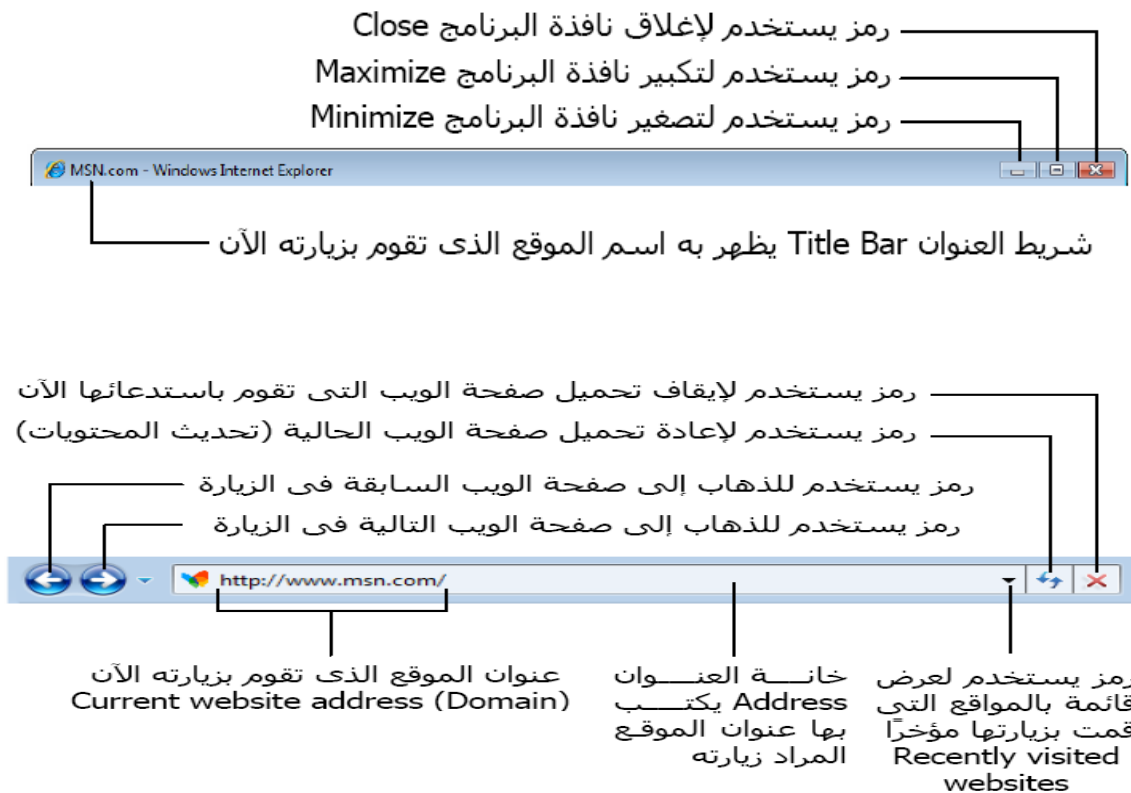 رمز يستخدم لإغلاق نافذة البرنامج Close
رمز يستخدم لتكبير نافذة البرنامج Maximize
رمز يستخدم لتصغير نافذة البرنامج Minimize
MSN.com - Windows Internet Explorer
شريط العنوان Title Bar يظهر به اسم الموقع الذى تقوم بزيارته الآن
رمز يستخدم لإيقاف تحميل صفحة الويب التى تقوم باستدعائها الآن
رمز يستخدم لإعادة تحميل صفحة الويب الحالية (تحديث المحتويات)
رمز يستخدم للذهاب إلى صفحة الويب السابقة فى الزيارة
رمز يستخدم للذهاب إلى صفحة الويب التالية فى الزيارة
http://www.msn.com/
رمز يستخدم لعرض
قائمة بالمواقع التى
قمت بزيارتها مؤخرًا
Recently visited
websites
خانــــة العنــــوان
Address يكتـــــب
بها عنوان الموقـع
المراد زيارته
عنوان الموقع الذى تقوم بزيارته الآن
Current website address (Domain)